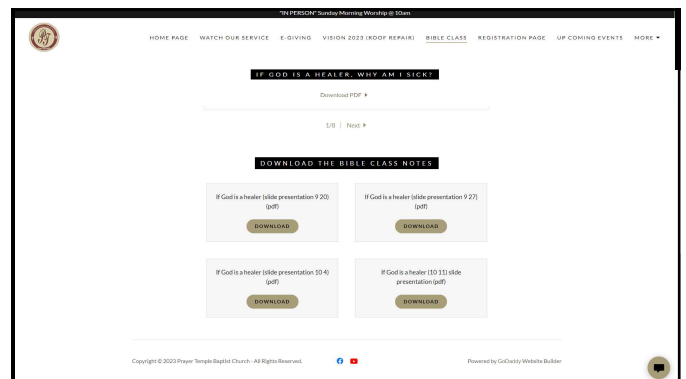 "IN PERSON" Sunday Morning Worship @ 10am
HOME PAGE WATCH OUR SERVICE E-GIVING VISION 2023 (ROOF REPAIR) BIBLE CLASS REGISTRATION PAGE UP COMING EVENTS MORE
IF GOD IS A HEALER, WHY AM I SICK?
Download PDF
1/8 | Next
DOWNLOAD THE BIBLE CLASS NOTES
If God is a healer (slide presentation 9 20)
(pdf)
DOWNLOAD
If God is a healer (slide presentation 9 27)
(pdf)
DOWNLOAD
If God is a healer (slide presentation 10 4)
(pdf)
DOWNLOAD
If God is a healer (10 11) slide
presentation (pdf)
DOWNLOAD
Copyright © 2023 Prayer Temple Baptist Church - All Rights Reserved.
Powered by GoDaddy Website Builder